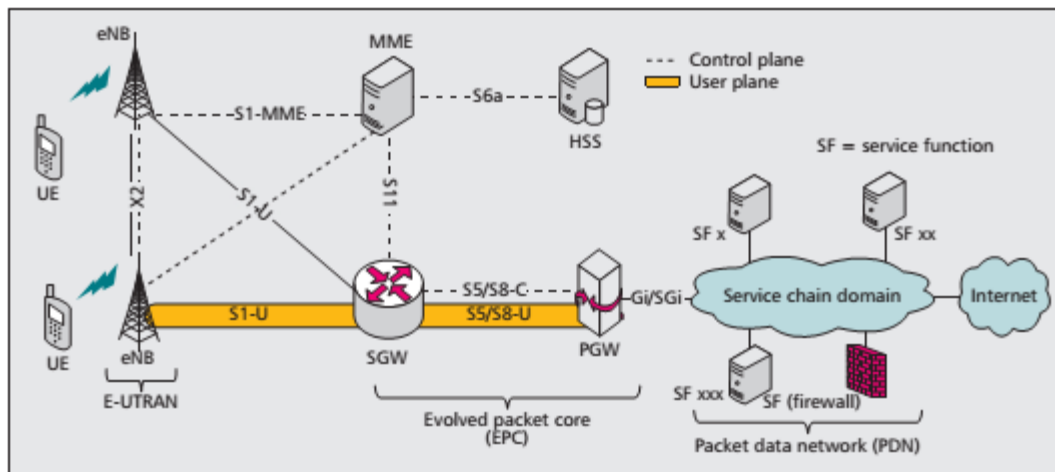 eNB
MME
Control plane
User plane
S1-MME
S6a
HSS
SF = service function
UE
X2
S1-U
S11
SF x
SF xx
S5/S8-C
Gi/SGi
Service chain domain
Internet
S1-U
S5/S8-U
UE
eNB
SGW
PGW
SF xxx
SF (firewall)
E-UTRAN
Evolved packet core
(EPC)
Packet data network (PDN)